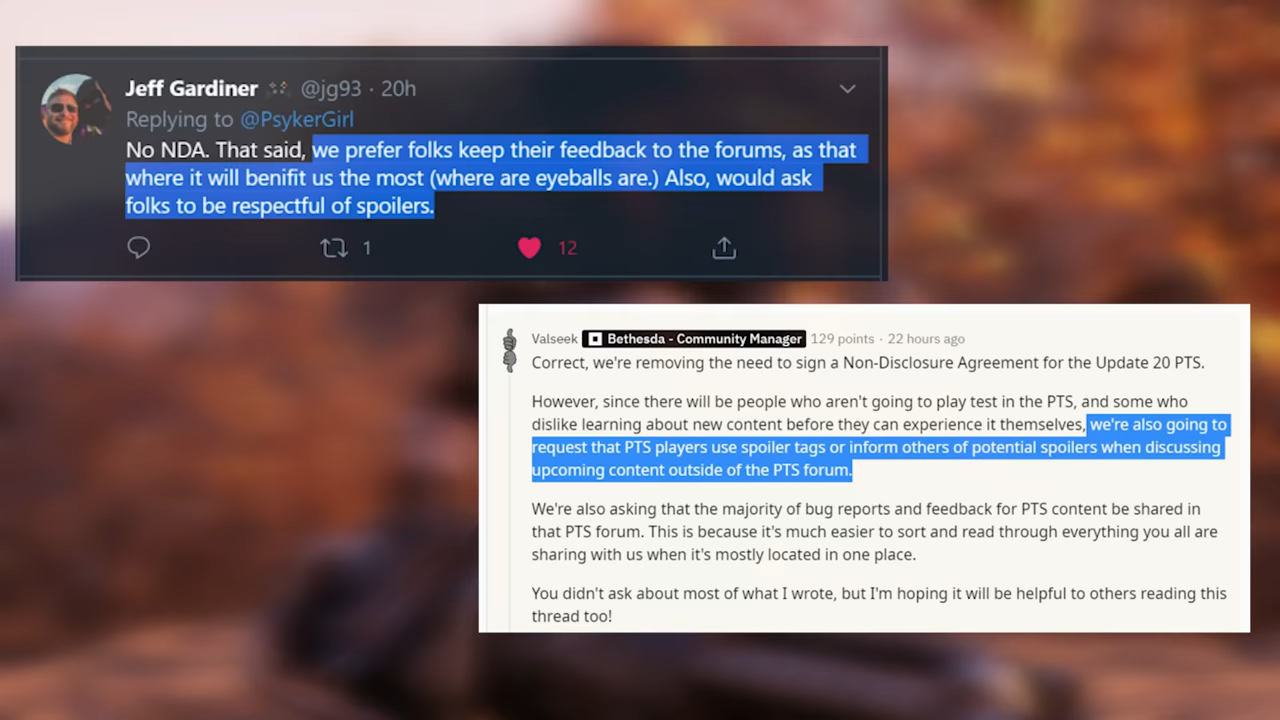 Jeff Gardiner @jg93 · 20h
Replying to @PsykerGirl
No NDA. That said, we prefer folks keep their feedback to the forums, as that
where it will benifit us the most (where are eyeballs are.) Also, would ask
folks to be respectful of spoilers.
1 12
Valseek Bethesda - Community Manager 129 points · 22 hours ago
Correct, we're removing the need to sign a Non-Disclosure Agreement for the Update 20 PTS.
However, since there will be people who aren't going to play test in the PTS, and some who
dislike learning about new content before they can experience it themselves, we're also going to
request that PTS players use spoiler tags or inform others of potential spoilers when discussing
upcoming content outside of the PTS forum.
We're also asking that the majority of bug reports and feedback for PTS content be shared in
that PTS forum. This is because it's much easier to sort and read through everything you all are
sharing with us when it's mostly located in one place.
You didn't ask about most of what I wrote, but I'm hoping it will be helpful to others reading this
thread too!